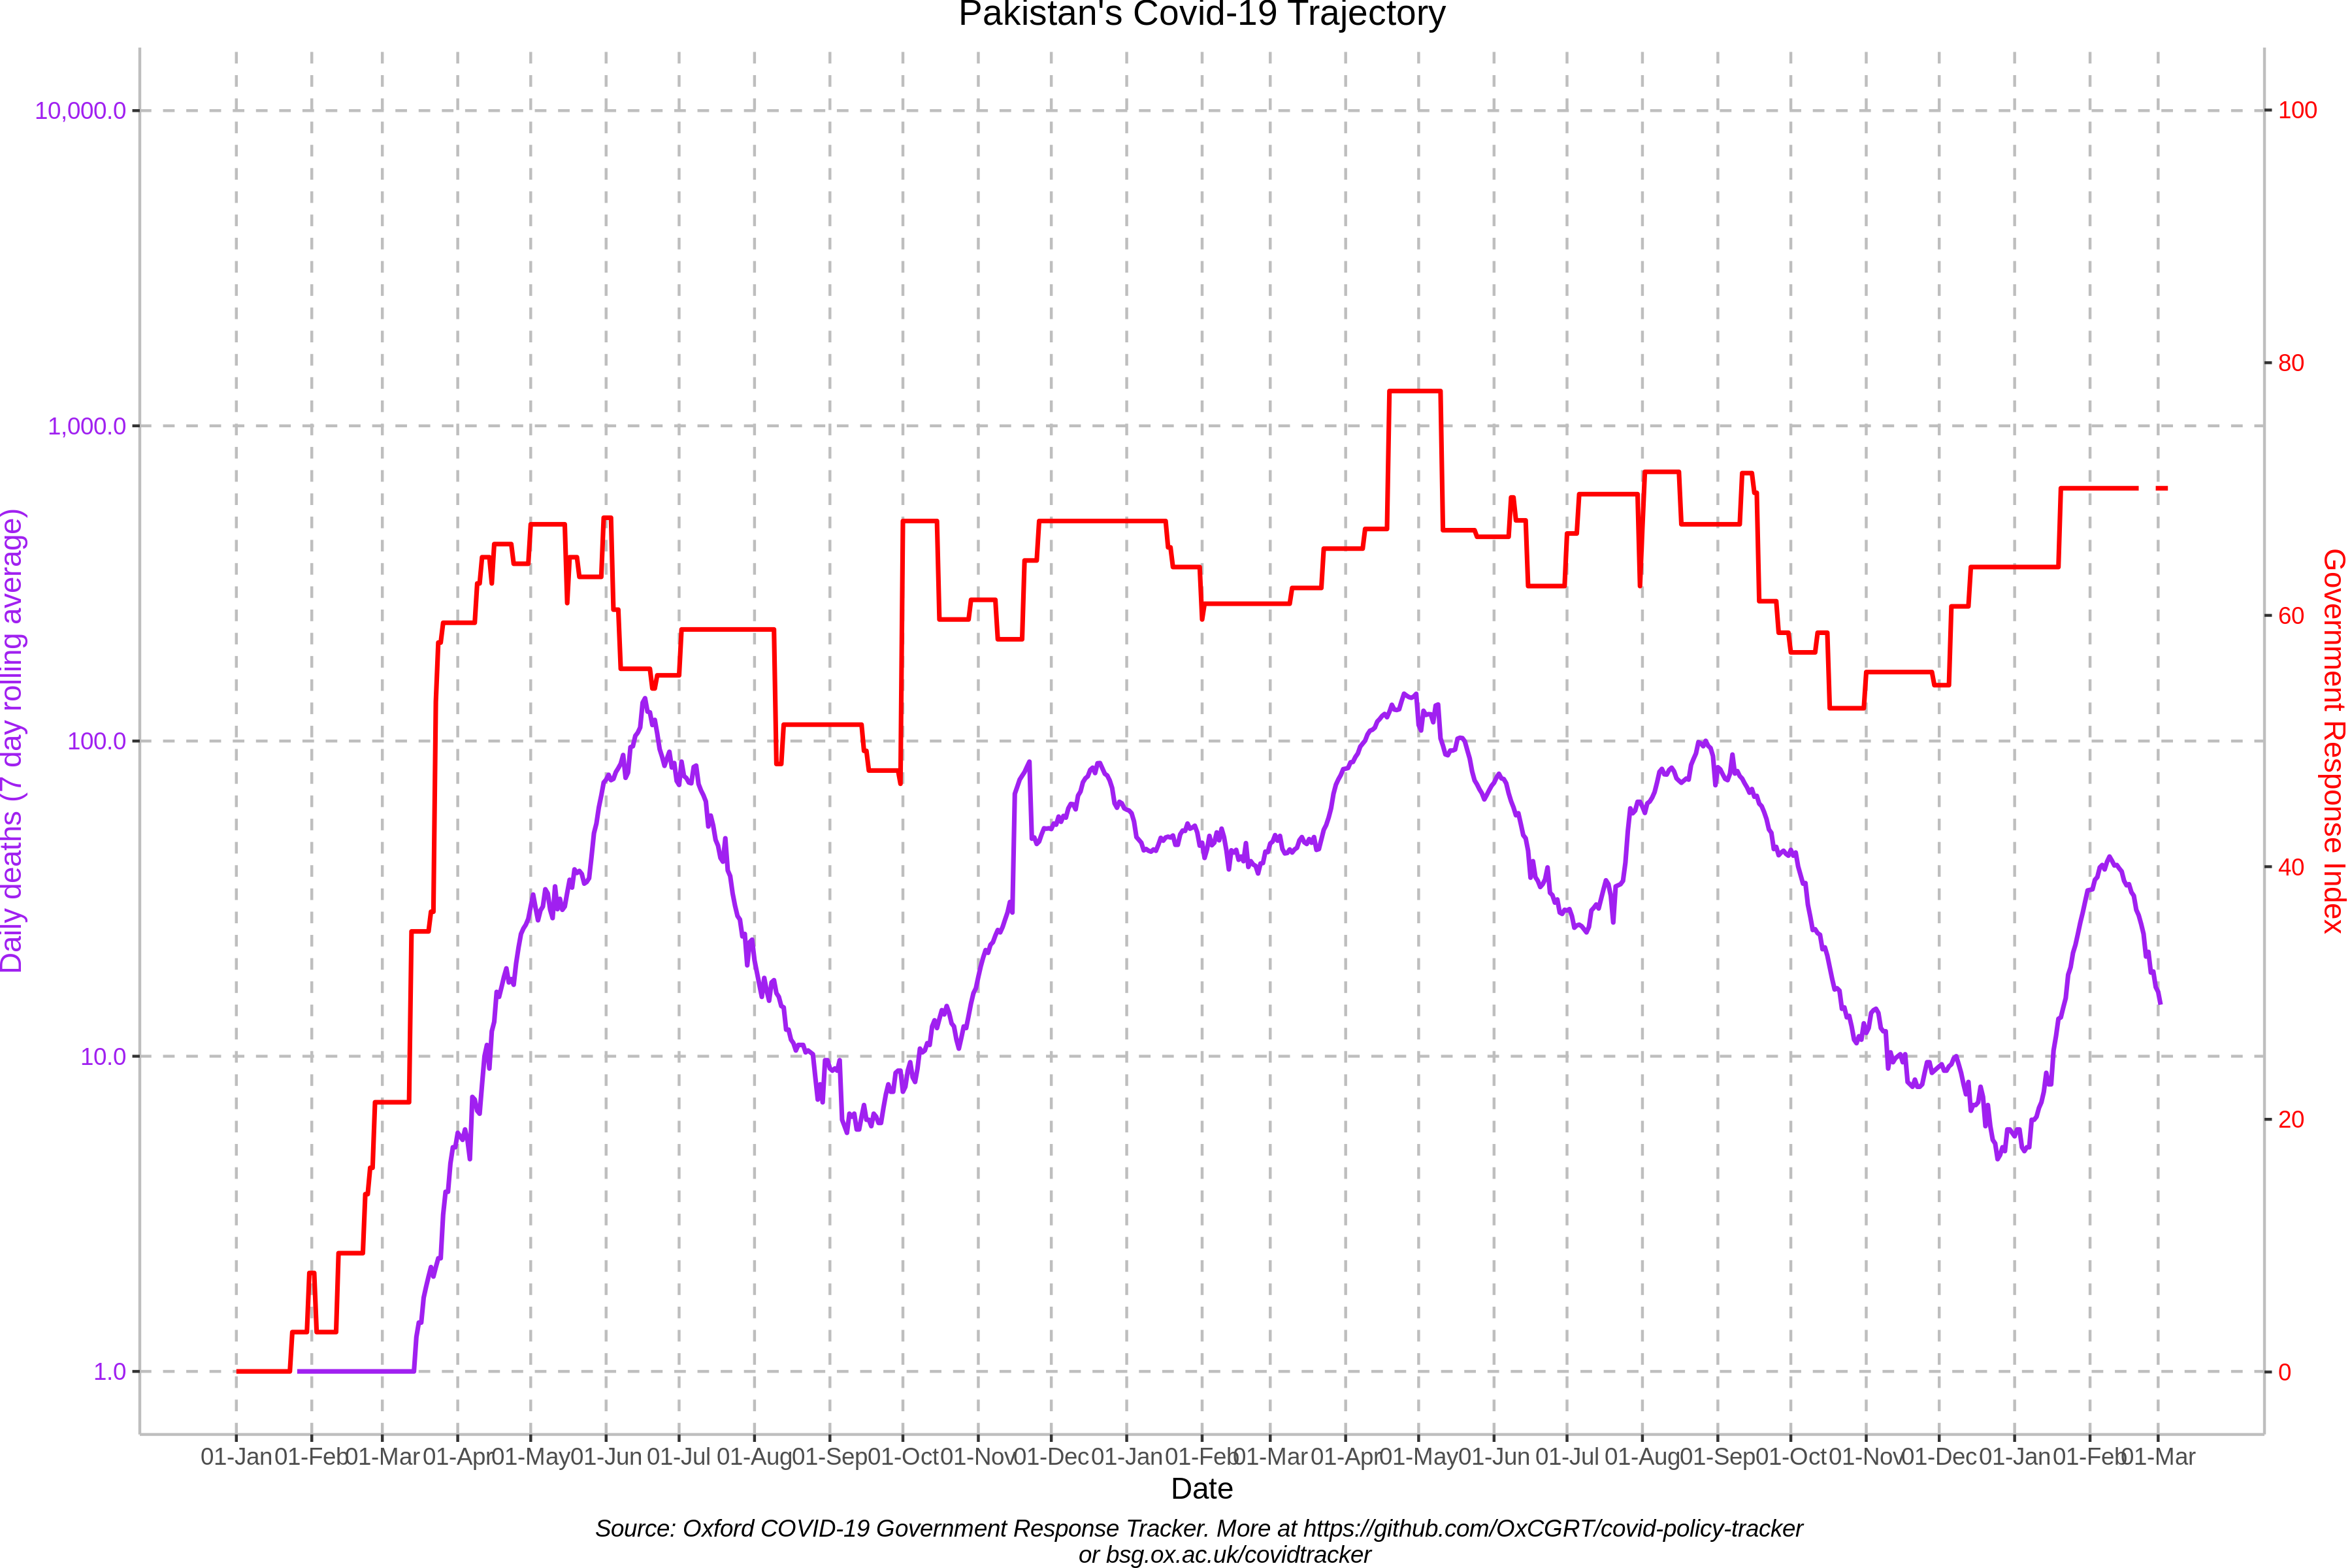 Pakistan's Covid-19 Trajectory
10,000.0
1,000.0
100.0
10.0
1.0
Daily deaths (7 day rolling average)
100
80
60
40
20
0
Government Response Index
01-Jan 01-Feb 01-Mar 01-Apr 01-May 01-Jun 01-Jul 01-Aug 01-Sep 01-Oct 01-Nov 01-Dec 01-Jan 01-Feb 01-Mar 01-Apr 01-May 01-Jun 01-Jul 01-Aug 01-Sep 01-Oct 01-Nov 01-Dec 01-Jan 01-Feb 01-Mar
Date
Source: Oxford COVID-19 Government Response Tracker. More at https://github.com/OxCGRT/covid-policy-tracker
or bsg.ox.ac.uk/covidtracker